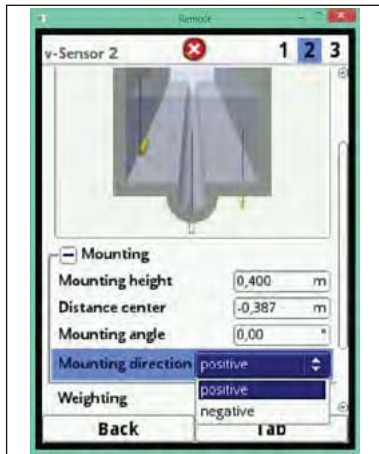 Remote
v-Sensor 2 1 2 3
Mounting
Mounting height 0,400 m
Distance center -0,387 m
Mounting angle 0,00 °
Mounting direction positive
positive
Weighting
negative
Back Tab